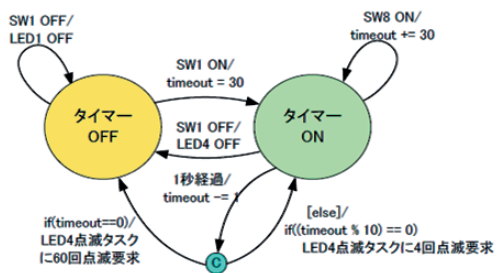 SW1 OFF/
LED1 OFF
SW8 ON/
timeout += 30
SW1 ON/
timeout = 30
タイマー
OFF
タイマー
ON
SW1 OFF/
LED4 OFF
1秒経過/
timeout -= 1
if(timeout==0)/
LED4点滅タスク
に60回点滅要求
[else]/
if((timeout % 10) == 0)
LED4点滅タスクに4回点滅要求
C